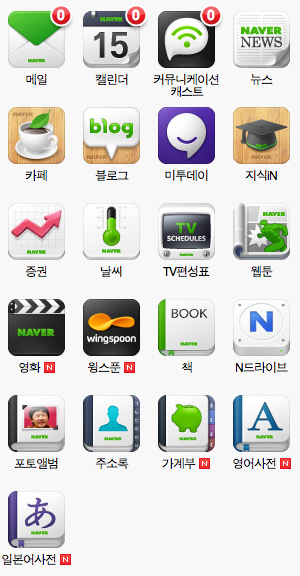 0 0 0
NAVER 15 NAVER NEWS
메일 캘린더 커뮤니케이션 캐스트 뉴스
NAVER blog NAVER
카페 블로그 미투데이 지식iN
NAVER NAVER TV SCHEDULES NAVER NAVER
증권 날씨 TV편성표 웹툰
NAVER wingspoon BOOK NAVER N
영화 N 윙스푼 N 책 N드라이브
NAVER NAVER NAVER A NAVER
포토앨범 주소록 가계부 N 영어사전 N
あ NAVER
일본어사전 N